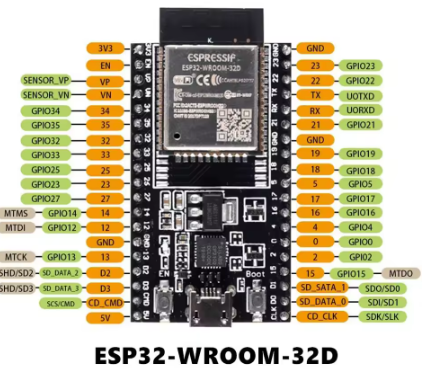 ESPRESSIF
ESP32-WROOM-32D
3V3
EN
SENSOR_VP VP
SENSOR_VN VN
GPIO34 34
GPIO35 35
GPIO32 32
GPIO33 33
GPIO25 25
GPIO23 23
GPIO27 27
MTMS GPIO14 14
MTDI GPIO12 12
GND
MTCK GPIO13 13
SHD/SD2 SD_DATA_2 D2
SHD/SD3 SD_DATA_3 D3
SCS/CMD CD_CMD
5V
GND
23 GPIO23
22 GPIO22
TX UOTXD
RX UORXD
21 GPIO21
GND
19 GPIO19
18 GPIO18
5 GPIO5
17 GPIO17
16 GPIO16
4 GPIO4
0 GPIO0
2 GPI02
15 GPIO15 MTDO
SD_SATA_1 SDO/SD0
SD_DATA_0 SDI/SD1
CD_CLK SDK/SLK
EN
Boot
ESP32-WROOM-32D